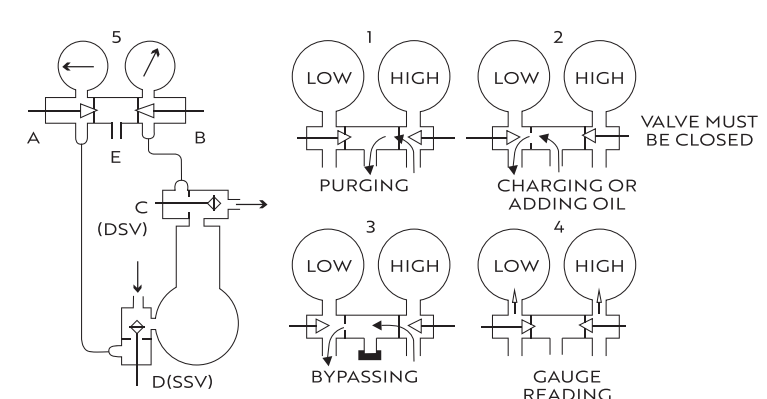 5
A
B
E
C
(DSV)
D(SSV)
1
LOW
HIGH
PURGING
2
LOW
HIGH
VALVE MUST
BE CLOSED
CHARGING OR
ADDING OIL
3
LOW
HIGH
BYPASSING
4
LOW
HIGH
GAUGE
READING